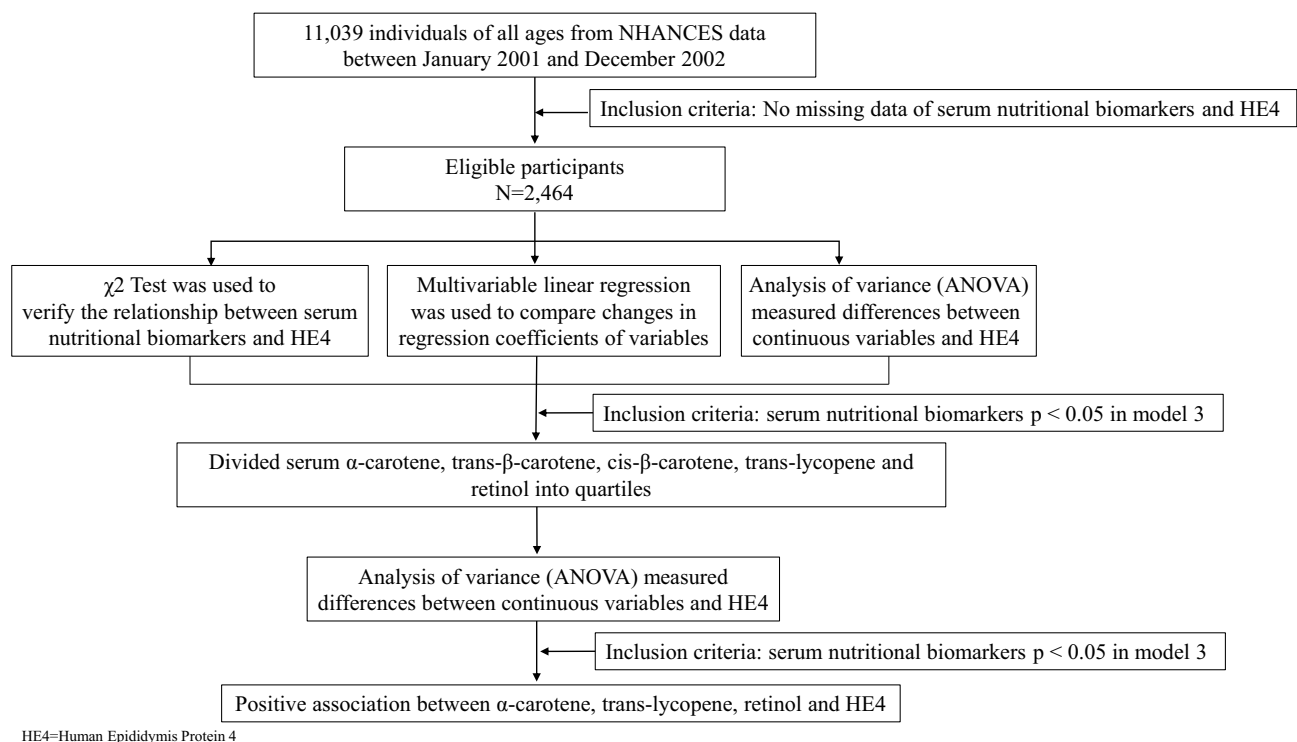 11,039 individuals of all ages from NHANCES data
between January 2001 and December 2002
Inclusion criteria: No missing data of serum nutritional biomarkers and HE4
Eligible participants
N=2,464
χ2 Test was used to
verify the relationship between serum
nutritional biomarkers and HE4
Multivariable linear regression
was used to compare changes in
regression coefficients of variables
Analysis of variance (ANOVA)
measured differences between
continuous variables and HE4
Inclusion criteria: serum nutritional biomarkers p < 0.05 in model 3
Divided serum α-carotene, trans-β-carotene, cis-β-carotene, trans-lycopene and
retinol into quartiles
Analysis of variance (ANOVA) measured
differences between continuous variables and HE4
Inclusion criteria: serum nutritional biomarkers p < 0.05 in model 3
Positive association between α-carotene, trans-lycopene, retinol and HE4
HE4=Human Epididymis Protein 4